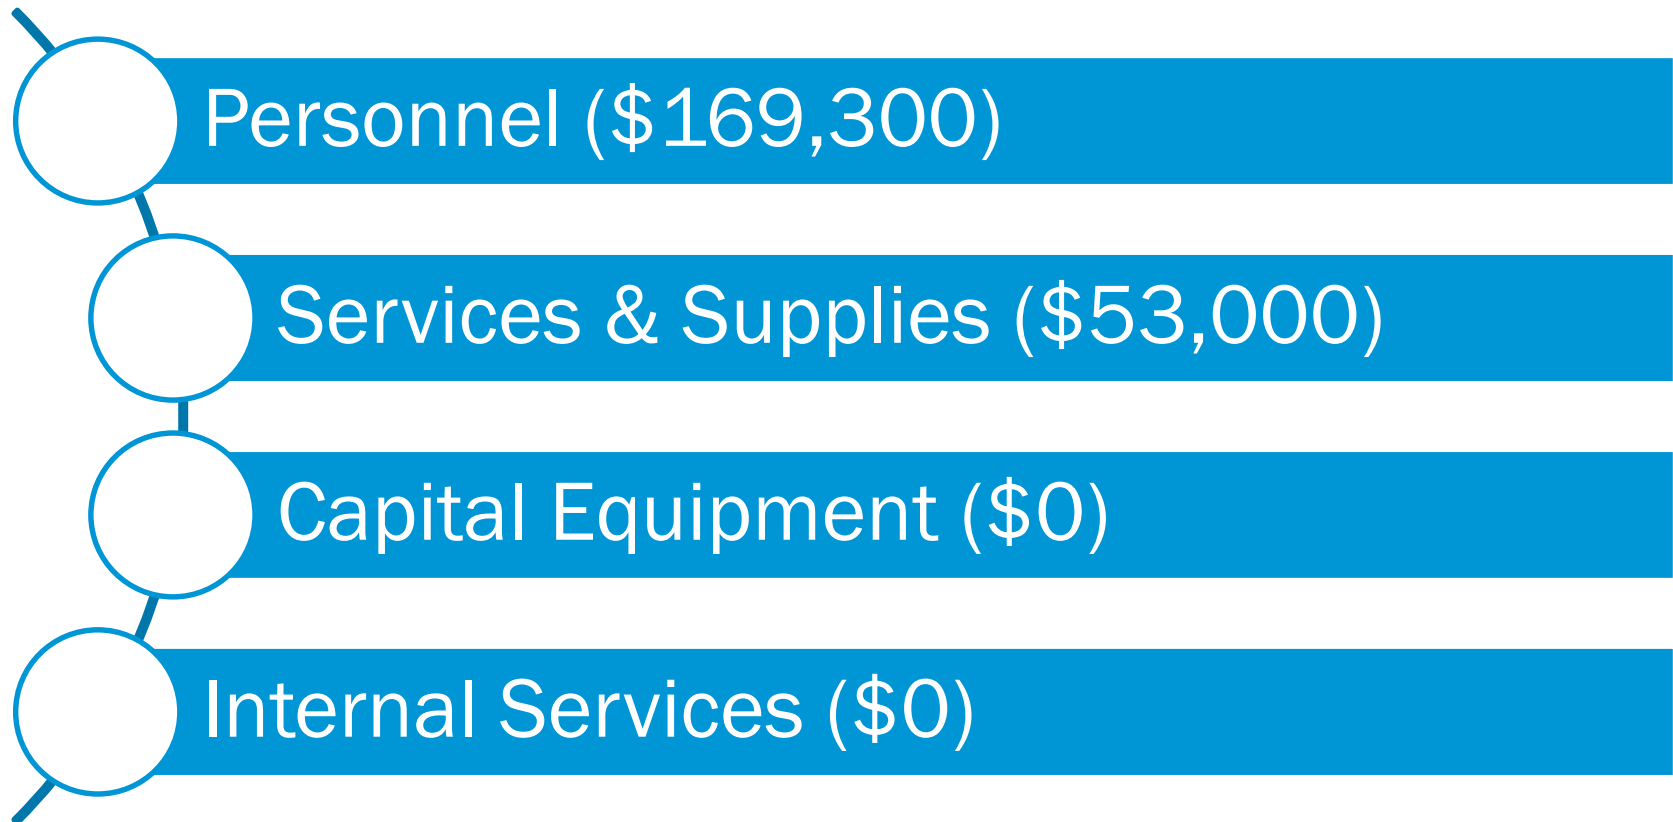 Personnel ($169,300)
Services & Supplies ($53,000)
Capital Equipment ($0)
Internal Services ($0)